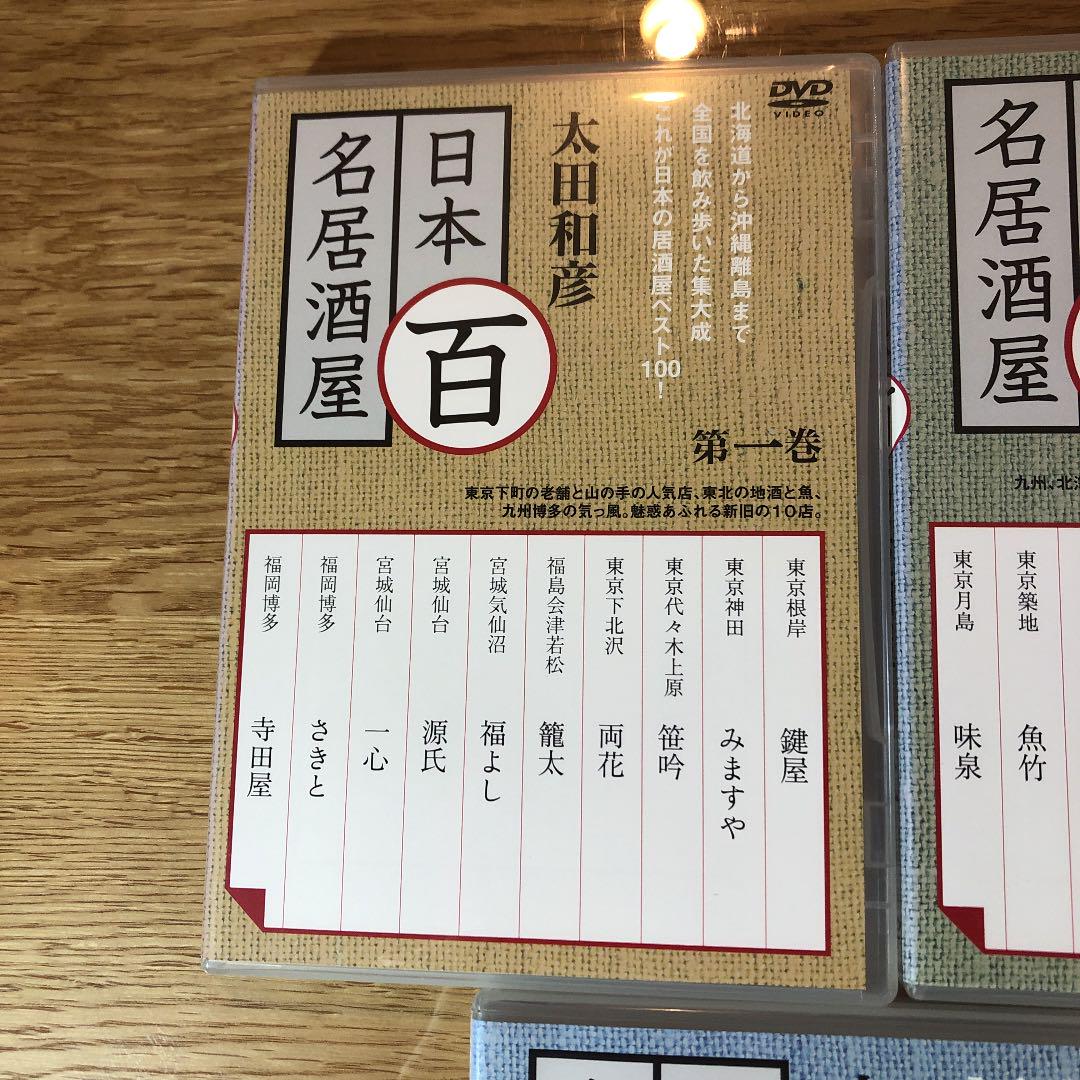 DVD
VIDEO
北海道から沖縄離島まで
全国を飲み歩いた集大成
これが日本の居酒屋ベスト100!
太田和彦
日本
百
名居酒屋
第一巻
東京下町の老舗と山の手の人気店、東北の地酒と魚、
九州博多の気っ風。魅惑あふれる新旧の10店。
東京根岸 鍵屋
東京神田 みますや
東京代々木上原 笹吟
東京下北沢 両花
福島会津若松 籠太
宮城気仙沼 福よし
宮城仙台 源氏
宮城仙台 一心
福岡博多 さきと
福岡博多 寺田屋
名居酒屋
九州、北海
東京築地 魚竹
東京月島 味泉